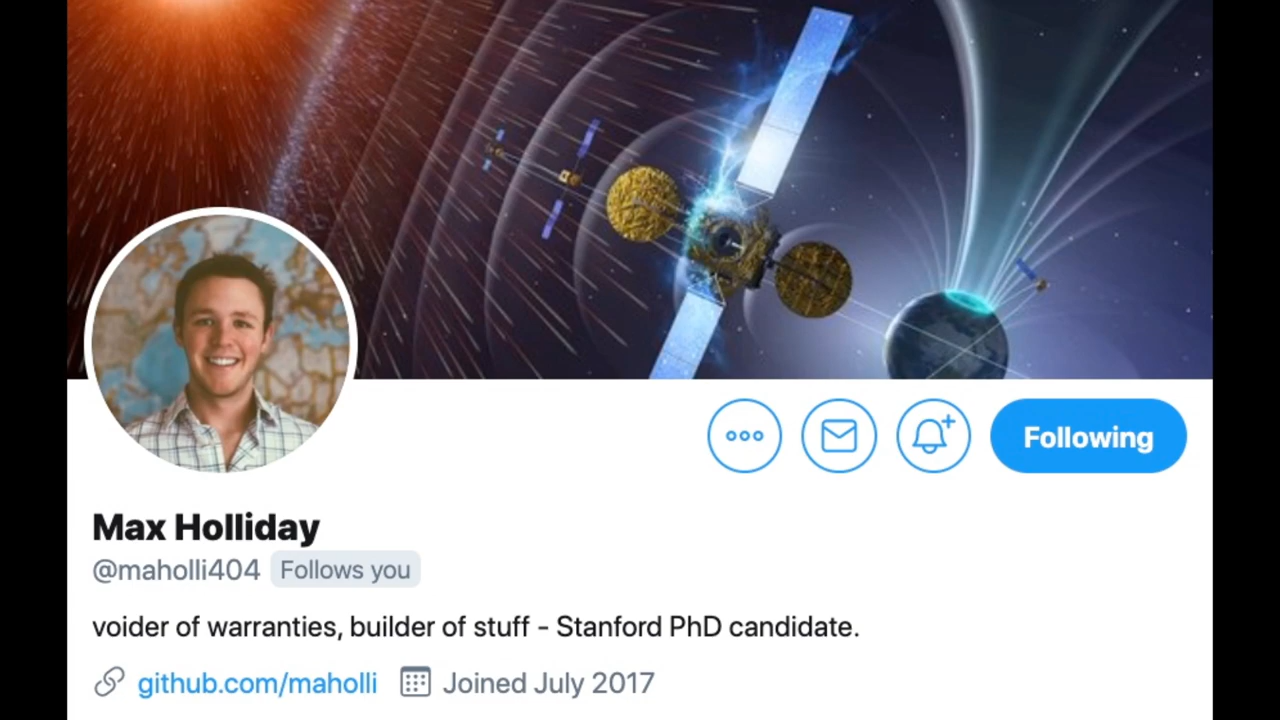 Following
Max Holliday
@maholli404 Follows you
voider of warranties, builder of stuff - Stanford PhD candidate.
github.com/maholli Joined July 2017